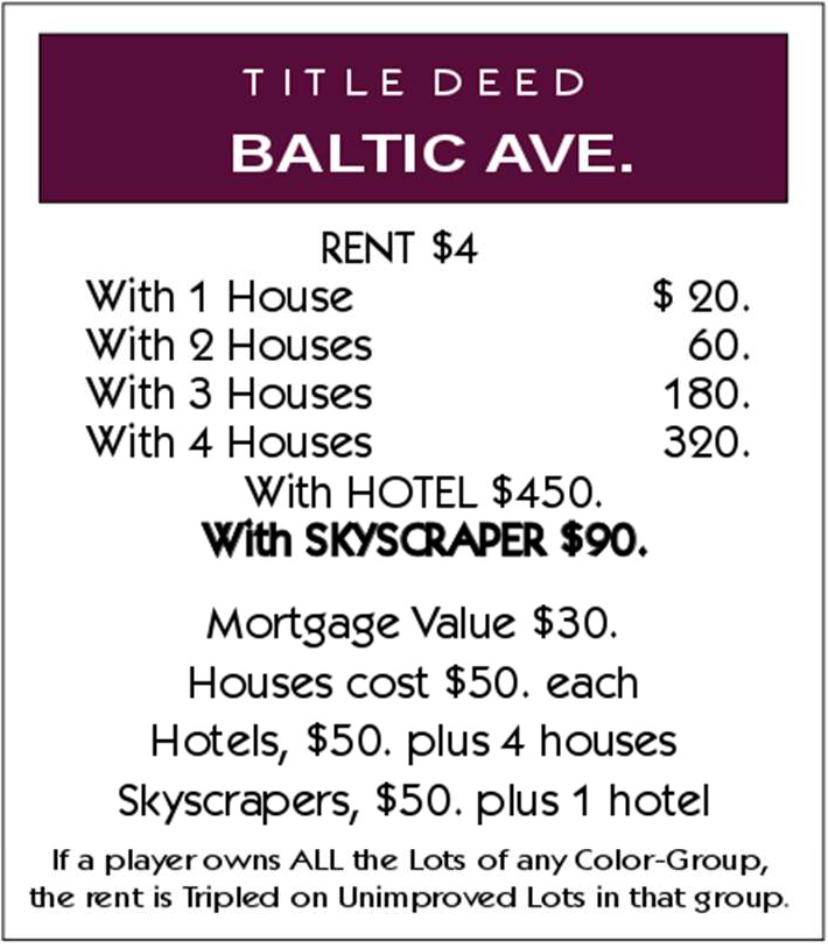 TITLE DEED
BALTIC AVE.
RENT $4
With 1 House $ 20.
With 2 Houses 60.
With 3 Houses 180.
With 4 Houses 320.
With HOTEL $450.
With SKYSCRAPER $90.
Mortgage Value $30.
Houses cost $50. each
Hotels, $50. plus 4 houses
Skyscrapers, $50. plus 1 hotel
If a player owns ALL the Lots of any Color-Group,
the rent is Tripled on Unimproved Lots in that group.